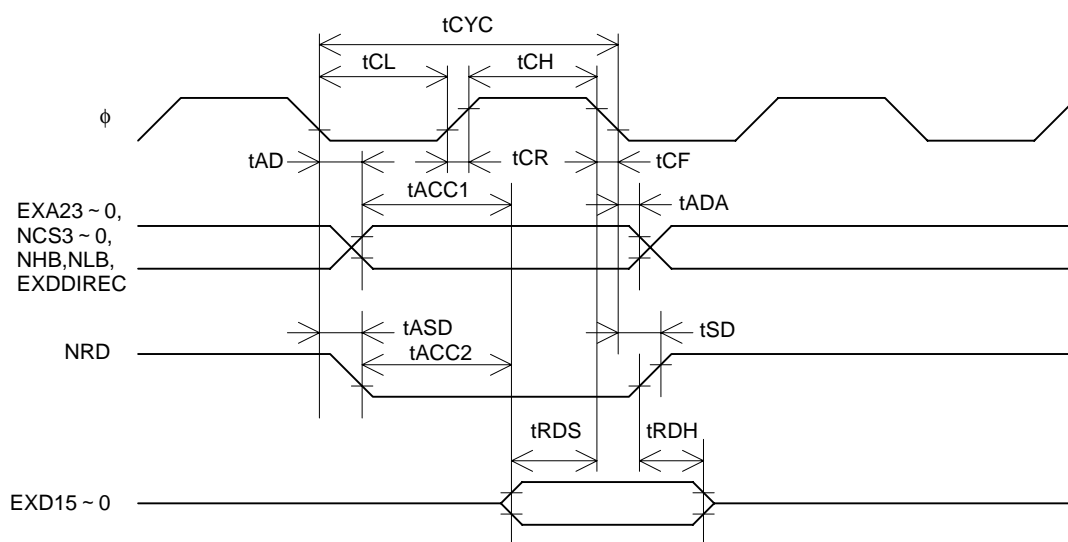 tCYC
tCL
tCH
ϕ
tAD
tCR
tCF
tACC1
tADA
EXA23 ~ 0,
NCS3 ~ 0,
NHB,NLB,
EXDDIREC
tASD
tSD
NRD
tACC2
tRDS
tRDH
EXD15 ~ 0